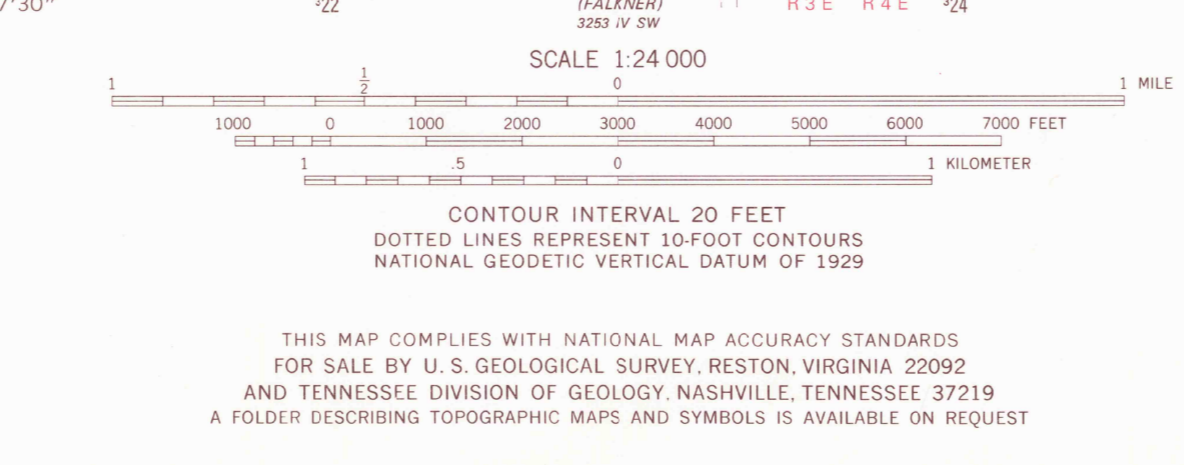 7'30" ³22 (FALKNER) R 3 E R 4 E ³24
3253 IV SW
SCALE 1:24 000
1 1/2 0 1 MILE
1000 0 1000 2000 3000 4000 5000 6000 7000 FEET
1 .5 0 1 KILOMETER
CONTOUR INTERVAL 20 FEET
DOTTED LINES REPRESENT 10-FOOT CONTOURS
NATIONAL GEODETIC VERTICAL DATUM OF 1929
THIS MAP COMPLIES WITH NATIONAL MAP ACCURACY STANDARDS
FOR SALE BY U. S. GEOLOGICAL SURVEY, RESTON, VIRGINIA 22092
AND TENNESSEE DIVISION OF GEOLOGY, NASHVILLE, TENNESSEE 37219
A FOLDER DESCRIBING TOPOGRAPHIC MAPS AND SYMBOLS IS AVAILABLE ON REQUEST